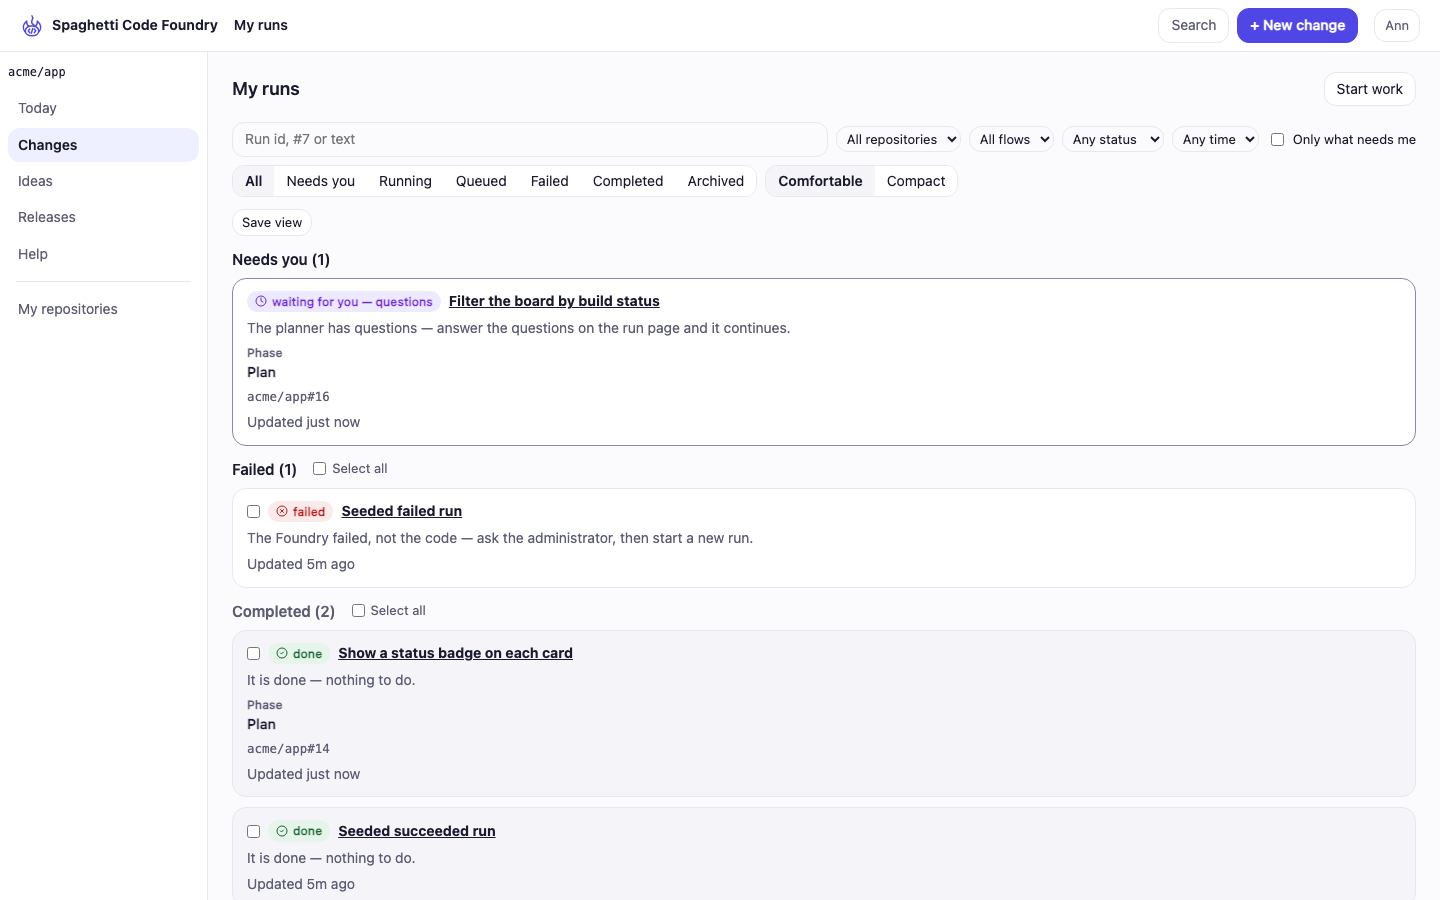 Spaghetti Code Foundry
My runs
Search
+ New change
Ann
acme/app
Today
Changes
Ideas
Releases
Help
My repositories
My runs
Start work
Run id, #7 or text
All repositories
All flows
Any status
Any time
Only what needs me
All
Needs you
Running
Queued
Failed
Completed
Archived
Comfortable
Compact
Save view
Needs you (1)
waiting for you — questions
Filter the board by build status
The planner has questions — answer the questions on the run page and it continues.
Phase
Plan
acme/app#16
Updated just now
Failed (1)
Select all
failed
Seeded failed run
The Foundry failed, not the code — ask the administrator, then start a new run.
Updated 5m ago
Completed (2)
Select all
done
Show a status badge on each card
It is done — nothing to do.
Phase
Plan
acme/app#14
Updated just now
done
Seeded succeeded run
It is done — nothing to do.
Updated 5m ago